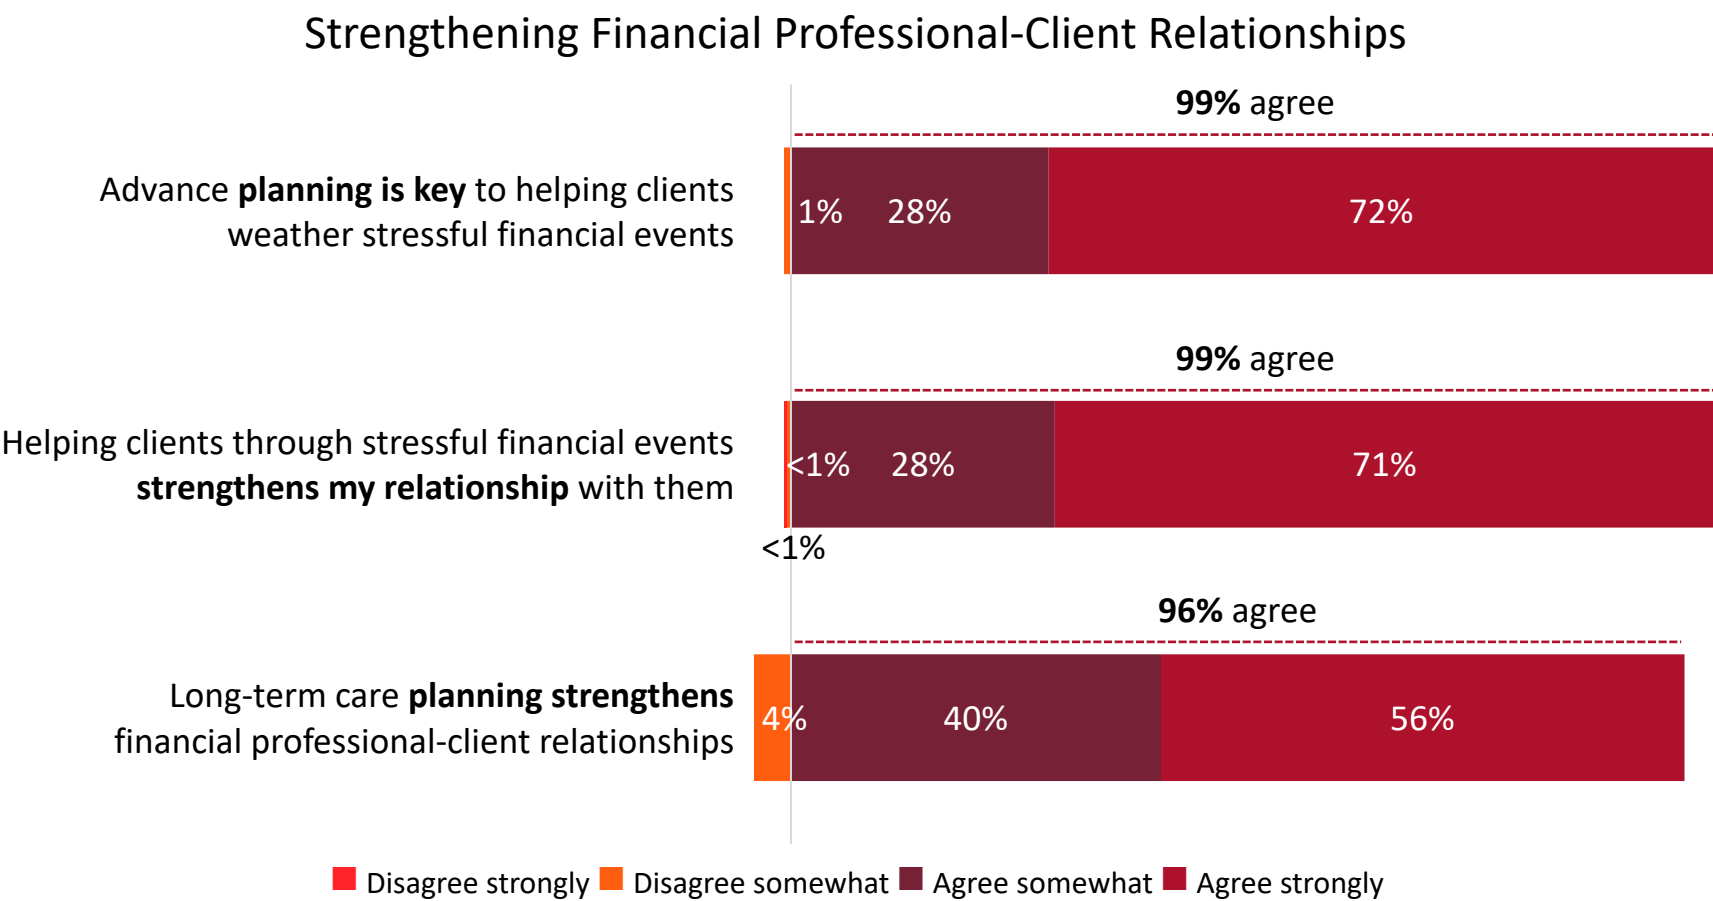 Strengthening Financial Professional-Client Relationships
99% agree
Advance planning is key to helping clients
weather stressful financial events
1% 28% 72%
99% agree
Helping clients through stressful financial events
strengthens my relationship with them
<1% 28% 71%
<1%
96% agree
Long-term care planning strengthens
financial professional-client relationships
4% 40% 56%
Disagree strongly Disagree somewhat Agree somewhat Agree strongly